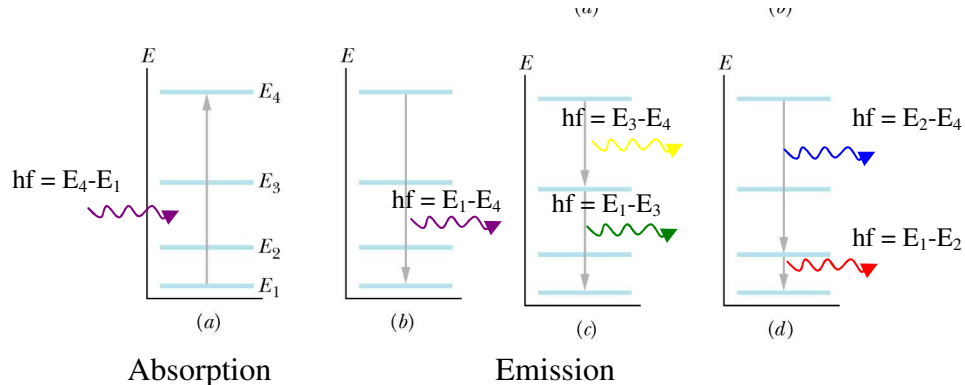 (a) (b)
E E E E
E₄
hf = E₃-E₄ hf = E₂-E₄
hf = E₄-E₁ E₃
hf = E₁-E₄ hf = E₁-E₃
E₂ hf = E₁-E₂
E₁
(a) (b) (c) (d)
Absorption Emission